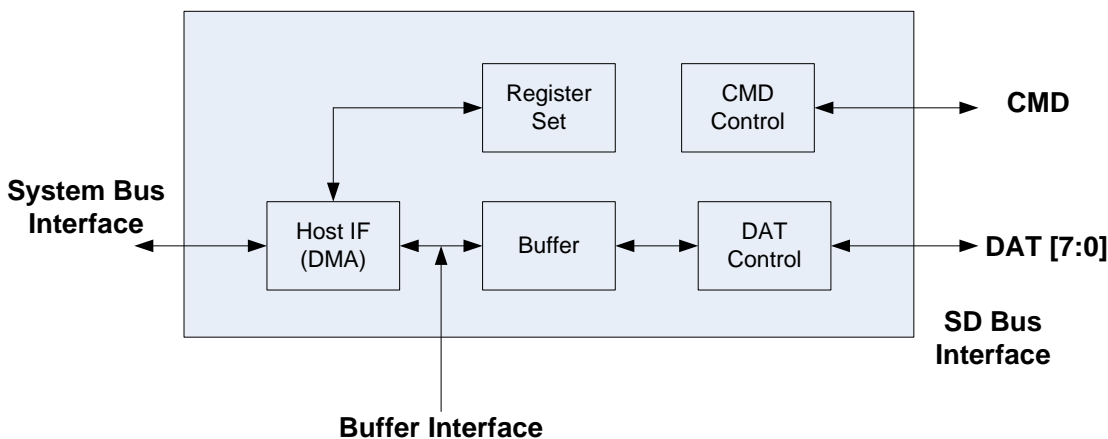 Register
Set
CMD
Control
CMD
System Bus
Interface
Host IF
(DMA)
Buffer
DAT
Control
DAT [7:0]
SD Bus
Interface
Buffer Interface